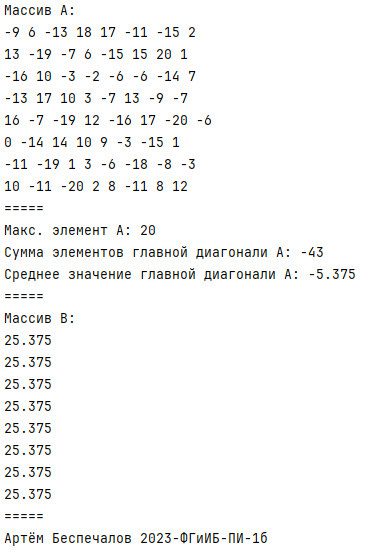 Массив A:
-9 6 -13 18 17 -11 -15 2
13 -19 -7 6 -15 15 20 1
-16 10 -3 -2 -6 -6 -14 7
-13 17 10 3 -7 13 -9 -7
16 -7 -19 12 -16 17 -20 -6
0 -14 14 10 9 -3 -15 1
-11 -19 1 3 -6 -18 -8 -3
10 -11 -20 2 8 -11 8 12
=====
Макс. элемент A: 20
Сумма элементов главной диагонали A: -43
Среднее значение главной диагонали A: -5.375
=====
Массив B:
25.375
25.375
25.375
25.375
25.375
25.375
25.375
25.375
=====
Артём Беспечалов 2023-ФГиИБ-ПИ-1б